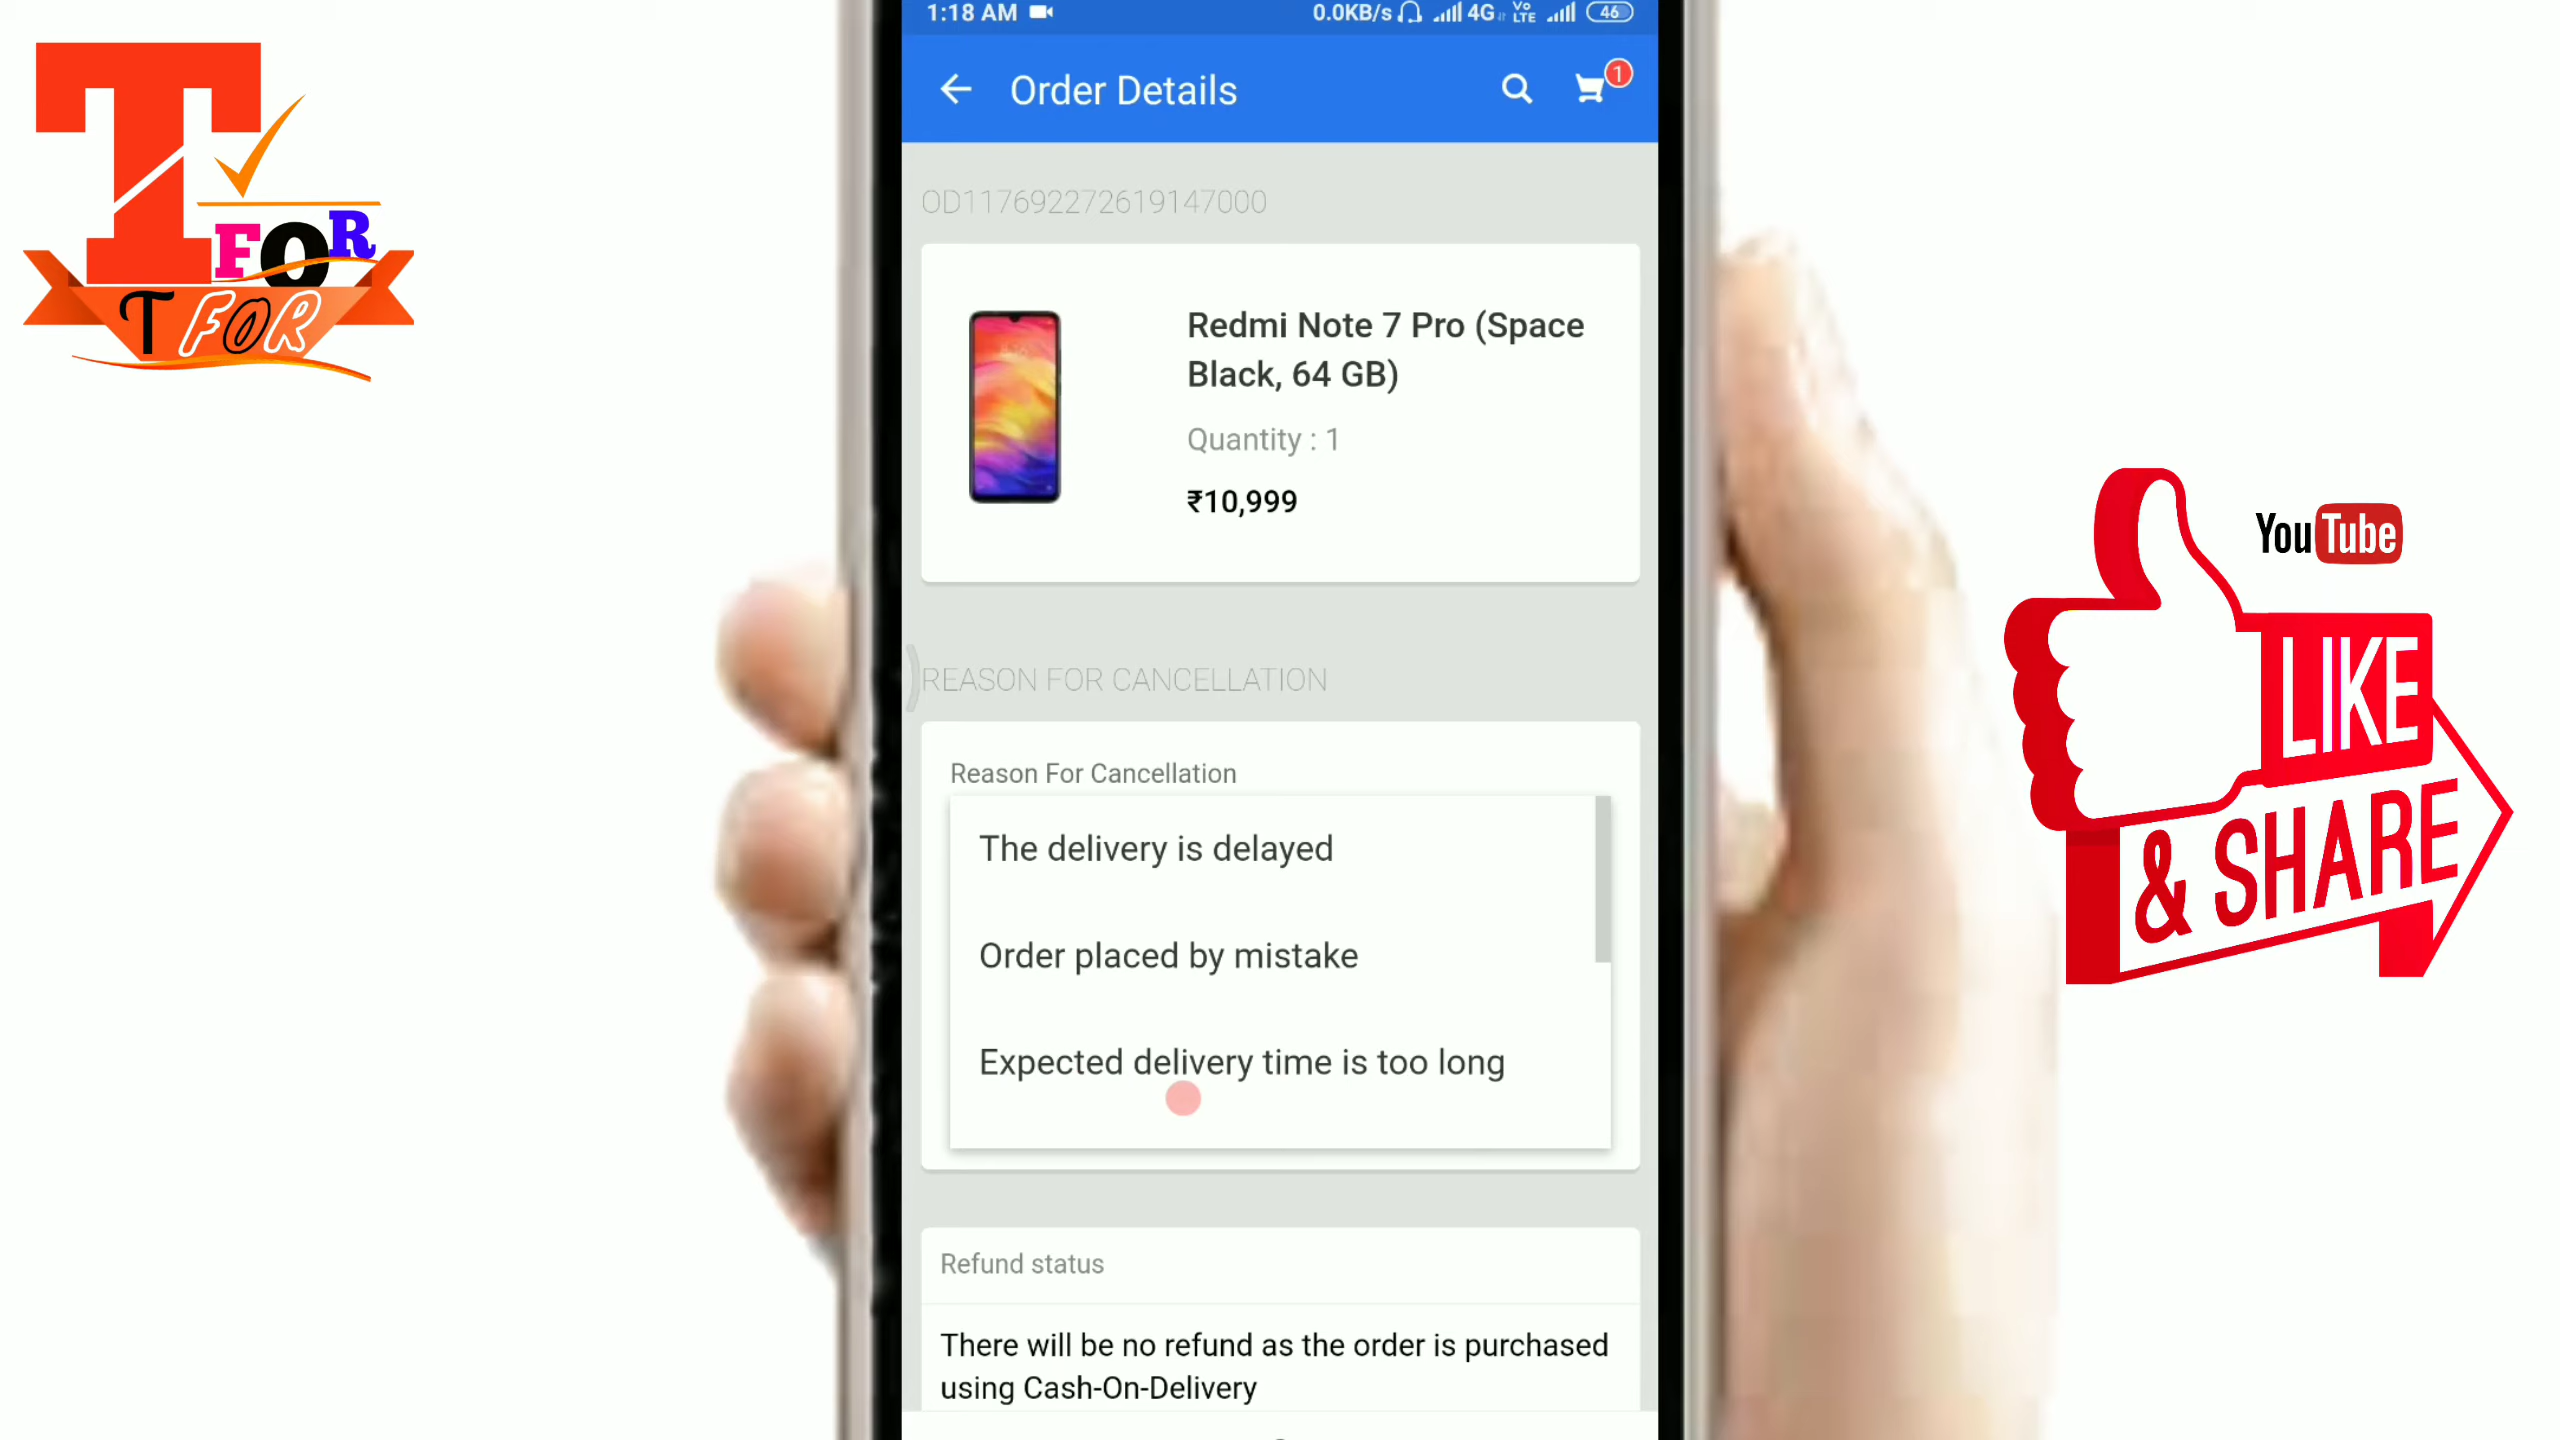 1:18 AM 0.0KB/s 4G Vo LTE 46
Order Details 1
OD117692272619147000
Redmi Note 7 Pro (Space
Black, 64 GB)
Quantity : 1
₹10,999
REASON FOR CANCELLATION
Reason For Cancellation
The delivery is delayed
Order placed by mistake
Expected delivery time is too long
Refund status
There will be no refund as the order is purchased
using Cash-On-Delivery
T
FOR
T FOR
YouTube
LIKE
& SHARE